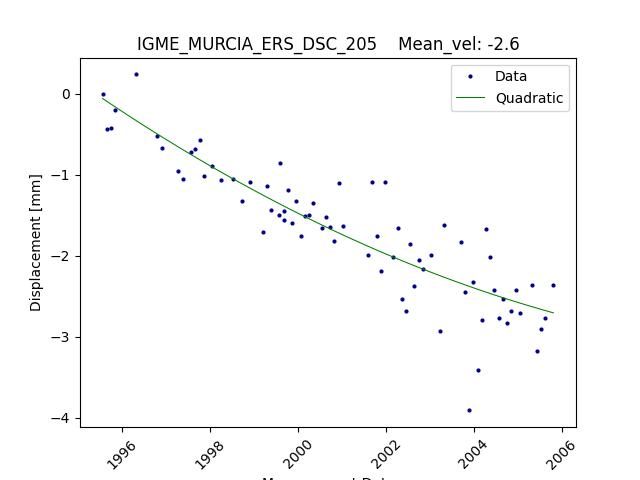 IGME_MURCIA_ERS_DSC_205 Mean_vel: -2.6
Data
Quadratic
0
−1
−2
−3
−4
Displacement [mm]
1996
1998
2000
2002
2004
2006